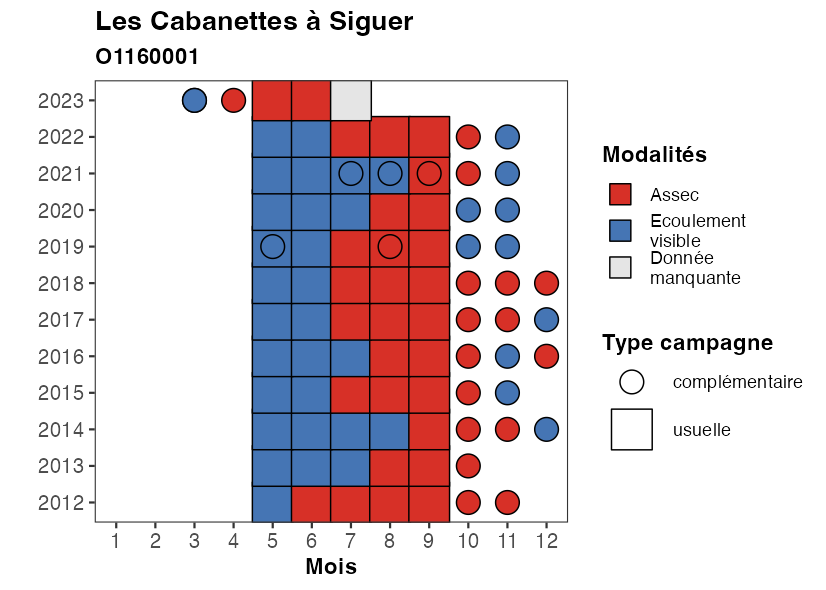 Les Cabanettes à Siguer
O1160001
2023
2022
2021
2020
2019
2018
2017
2016
2015
2014
2013
2012
1 2 3 4 5 6 7 8 9 10 11 12
Mois
Modalités
Assec
Ecoulement
visible
Donnée
manquante
Type campagne
complémentaire
usuelle